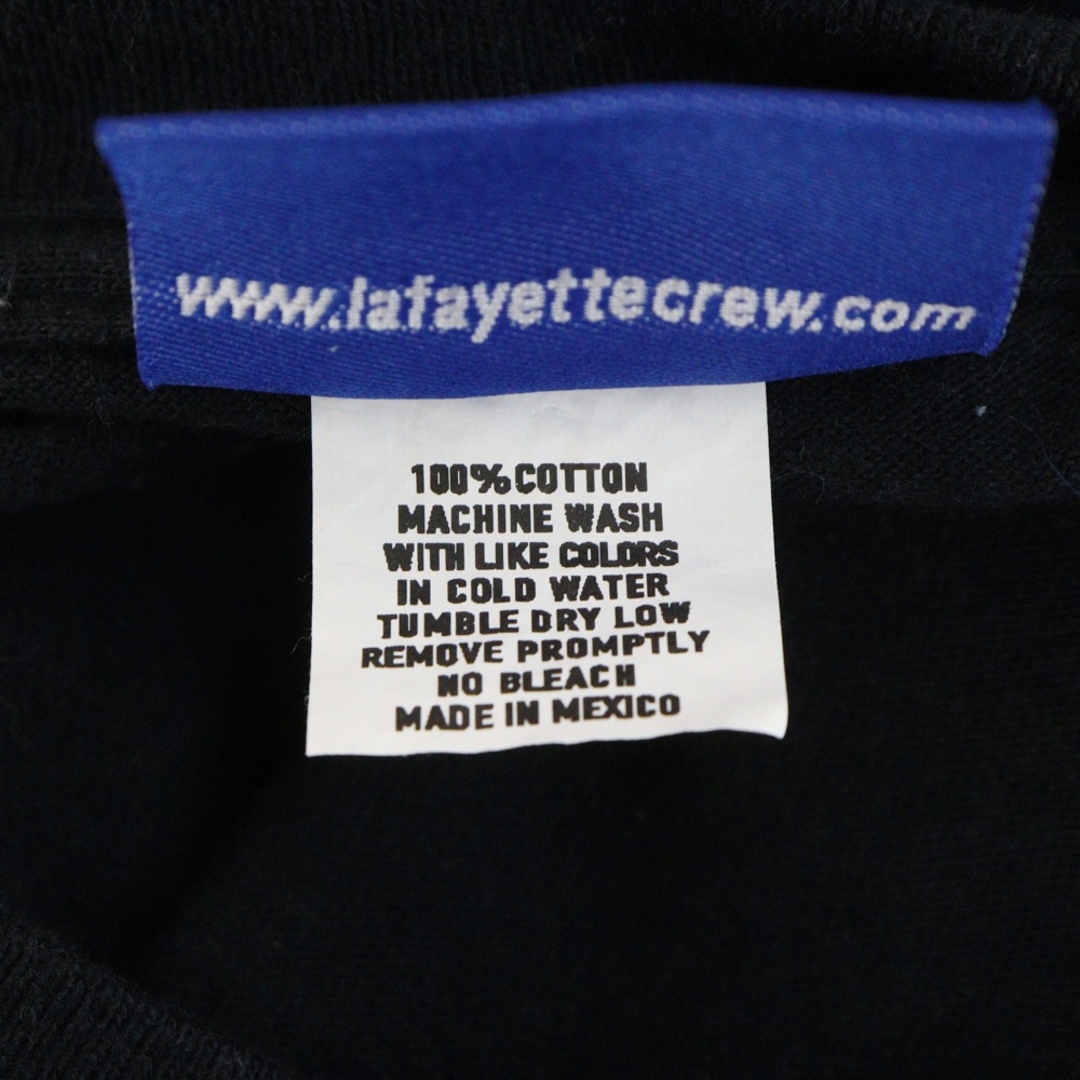 www.lafayettecrew.com
100% COTTON
MACHINE WASH
WITH LIKE COLORS
IN COLD WATER
TUMBLE DRY LOW
REMOVE PROMPTLY
NO BLEACH
MADE IN MEXICO